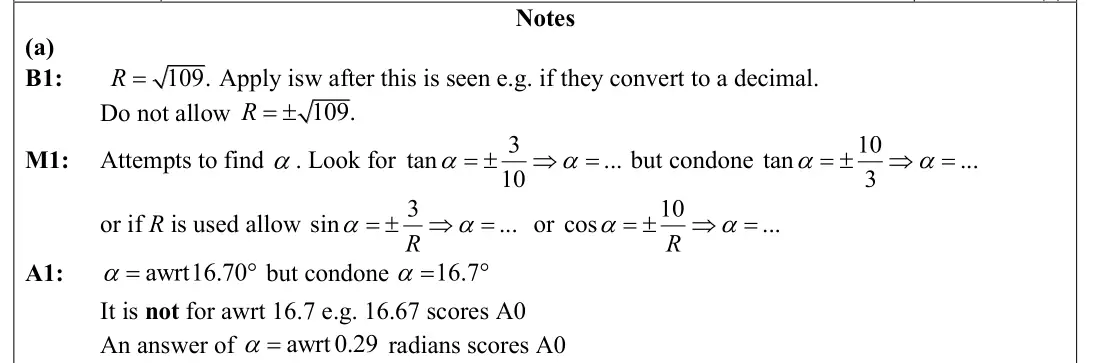 Notes
(a)
B1: R = √109. Apply isw after this is seen e.g. if they convert to a decimal.
Do not allow R = ±√109.
M1: Attempts to find α. Look for tan α = ± 3/10 ⇒ α = ... but condone tan α = ± 10/3 ⇒ α = ...
or if R is used allow sin α = ± 3/R ⇒ α = ... or cos α = ± 10/R ⇒ α = ...
A1: α = awrt16.70° but condone α =16.7°
It is not for awrt 16.7 e.g. 16.67 scores A0
An answer of α = awrt 0.29 radians scores A0